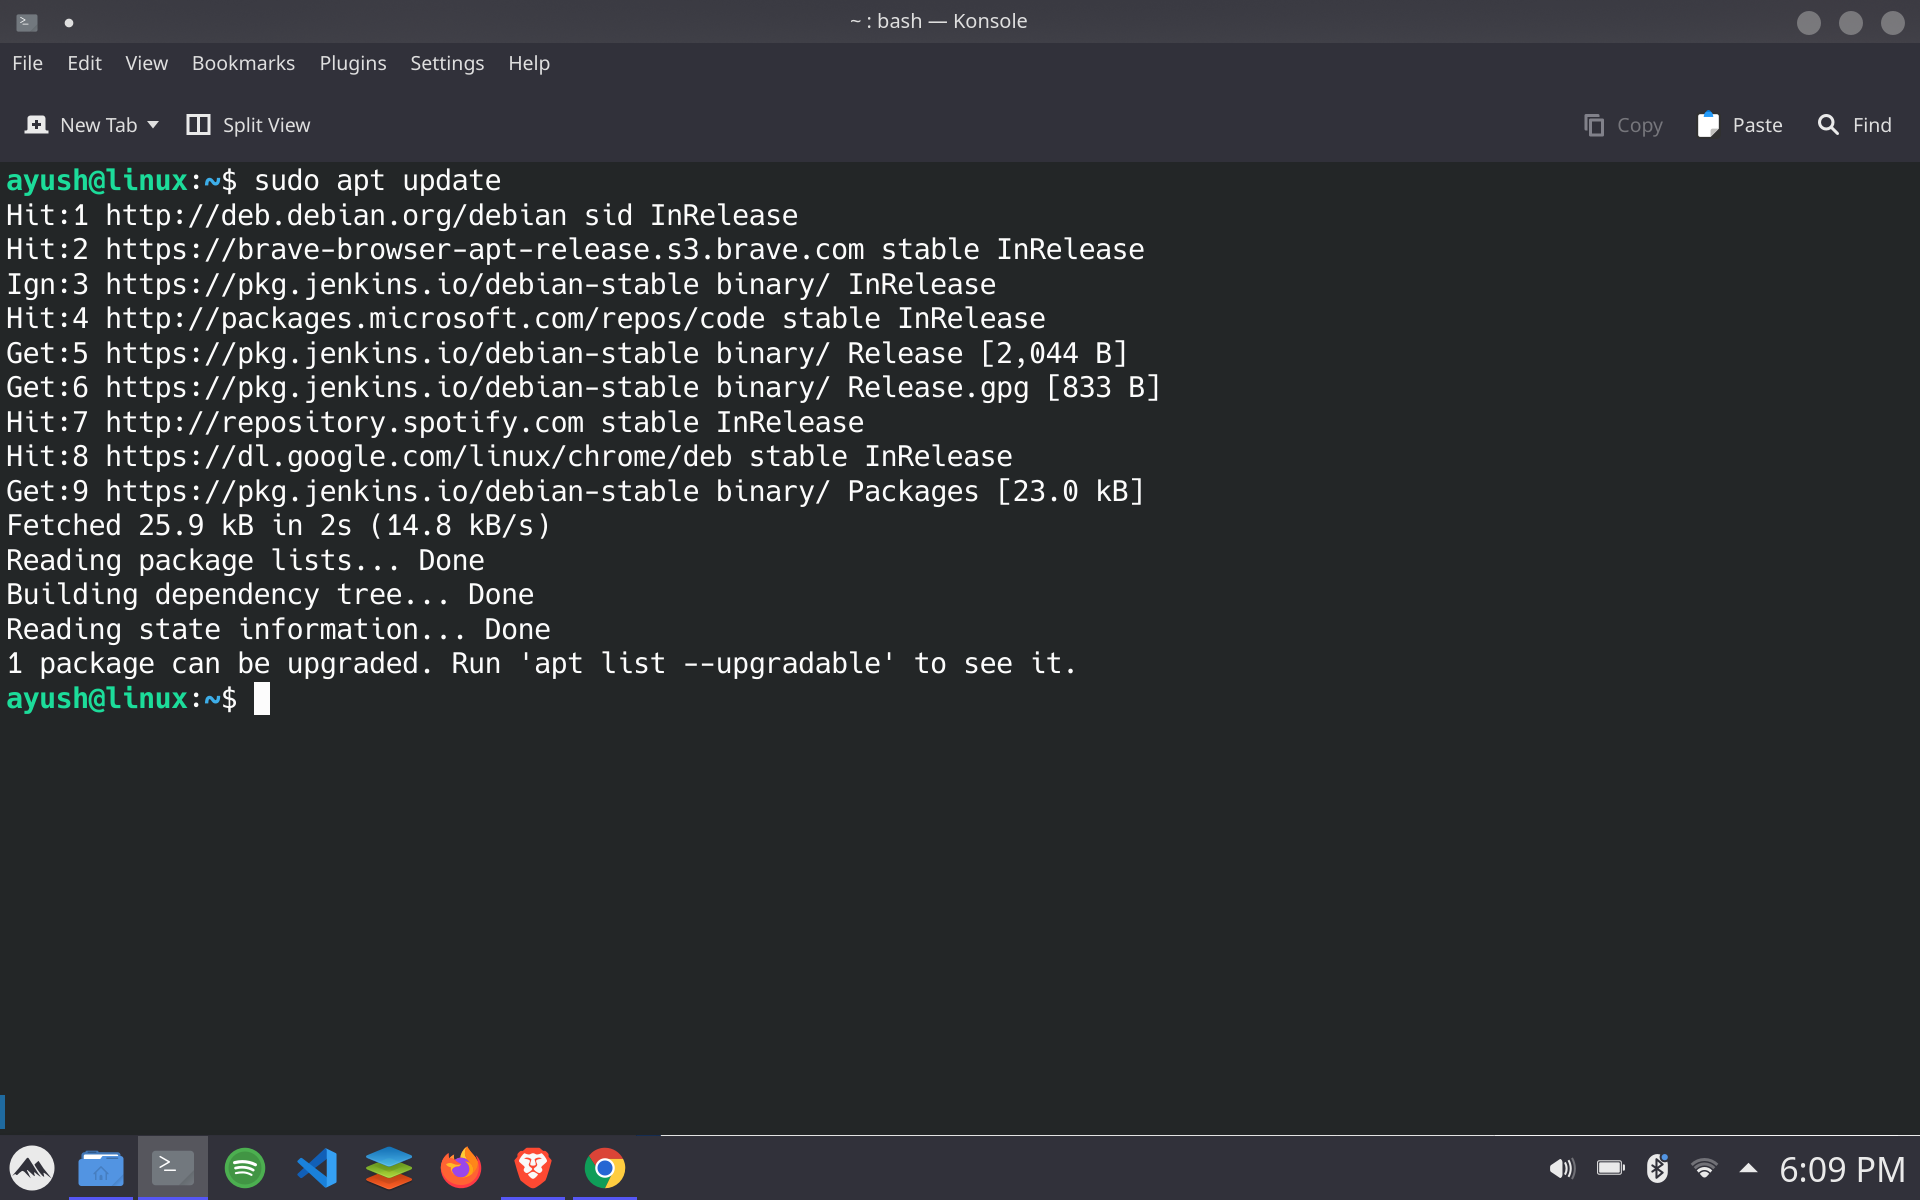 ~ : bash — Konsole
File Edit View Bookmarks Plugins Settings Help
New Tab Split View Copy Paste Find
ayush@linux:~$ sudo apt update
Hit:1 http://deb.debian.org/debian sid InRelease
Hit:2 https://brave-browser-apt-release.s3.brave.com stable InRelease
Ign:3 https://pkg.jenkins.io/debian-stable binary/ InRelease
Hit:4 http://packages.microsoft.com/repos/code stable InRelease
Get:5 https://pkg.jenkins.io/debian-stable binary/ Release [2,044 B]
Get:6 https://pkg.jenkins.io/debian-stable binary/ Release.gpg [833 B]
Hit:7 http://repository.spotify.com stable InRelease
Hit:8 https://dl.google.com/linux/chrome/deb stable InRelease
Get:9 https://pkg.jenkins.io/debian-stable binary/ Packages [23.0 kB]
Fetched 25.9 kB in 2s (14.8 kB/s)
Reading package lists... Done
Building dependency tree... Done
Reading state information... Done
1 package can be upgraded. Run 'apt list --upgradable' to see it.
ayush@linux:~$
6:09 PM